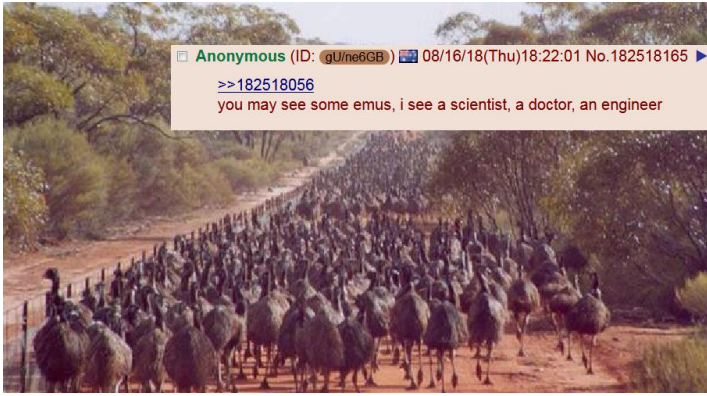 Anonymous (ID: gU/ne6GB) 08/16/18(Thu)18:22:01 No.182518165
>>182518056
you may see some emus, i see a scientist, a doctor, an engineer